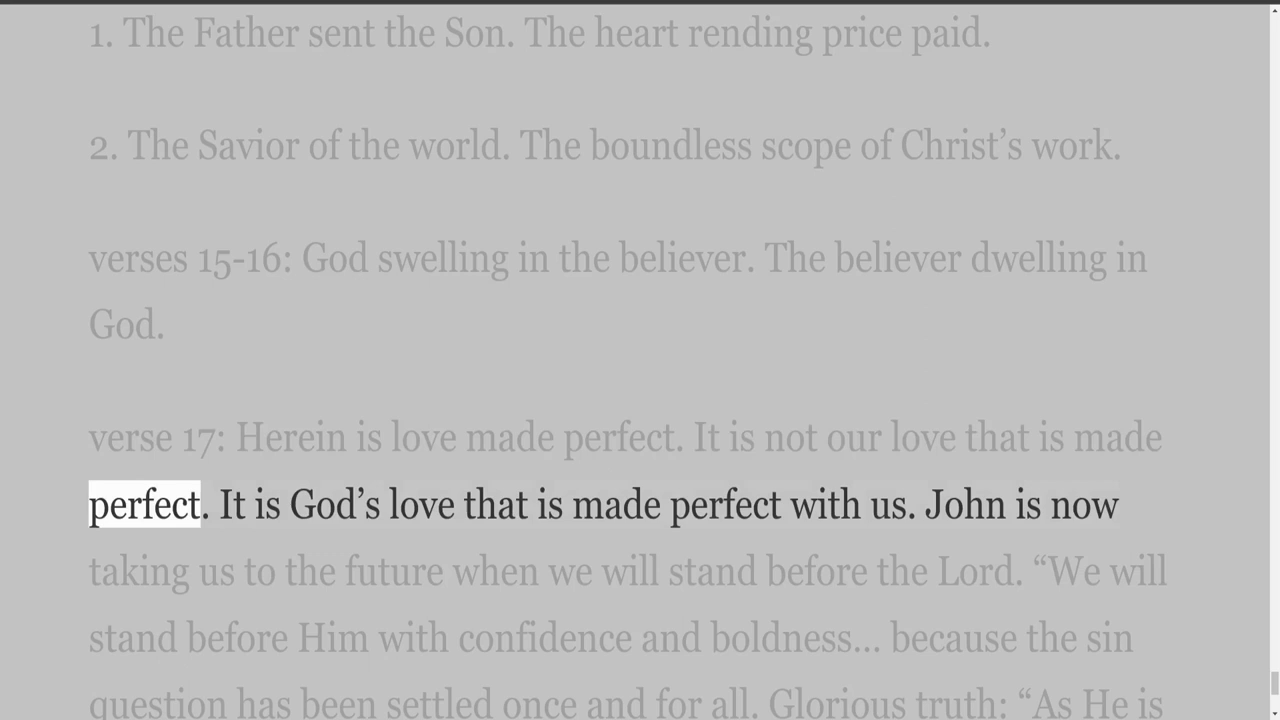 1. The Father sent the Son. The heart rending price paid.
2. The Savior of the world. The boundless scope of Christ’s work.
verses 15-16: God swelling in the believer. The believer dwelling in
God.
verse 17: Herein is love made perfect. It is not our love that is made
perfect. It is God’s love that is made perfect with us. John is now
taking us to the future when we will stand before the Lord. “We will
stand before Him with confidence and boldness… because the sin
question has been settled once and for all. Glorious truth: “As He is